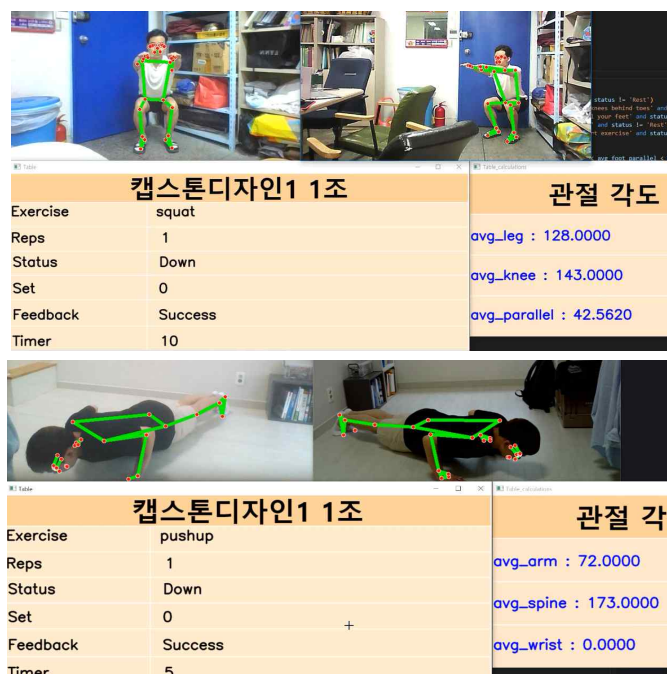 status != 'Rest')
knees behind toes' and
your feet' and statu
and status != 'Rest'
rt exercise' and statu
ave foot parallel <
Table
Table_calculations
캡스톤디자인1 1조
관절 각도
Exercise squat
avg_leg : 128.0000
Reps 1
Status Down
avg_knee : 143.0000
Set 0
Feedback Success
avg_parallel : 42.5620
Timer 10
Table
Table_calculations
캡스톤디자인1 1조
관절 각
Exercise pushup
avg_arm : 72.0000
Reps 1
Status Down
avg_spine : 173.0000
Set 0
Feedback Success
avg_wrist : 0.0000
Timer 5